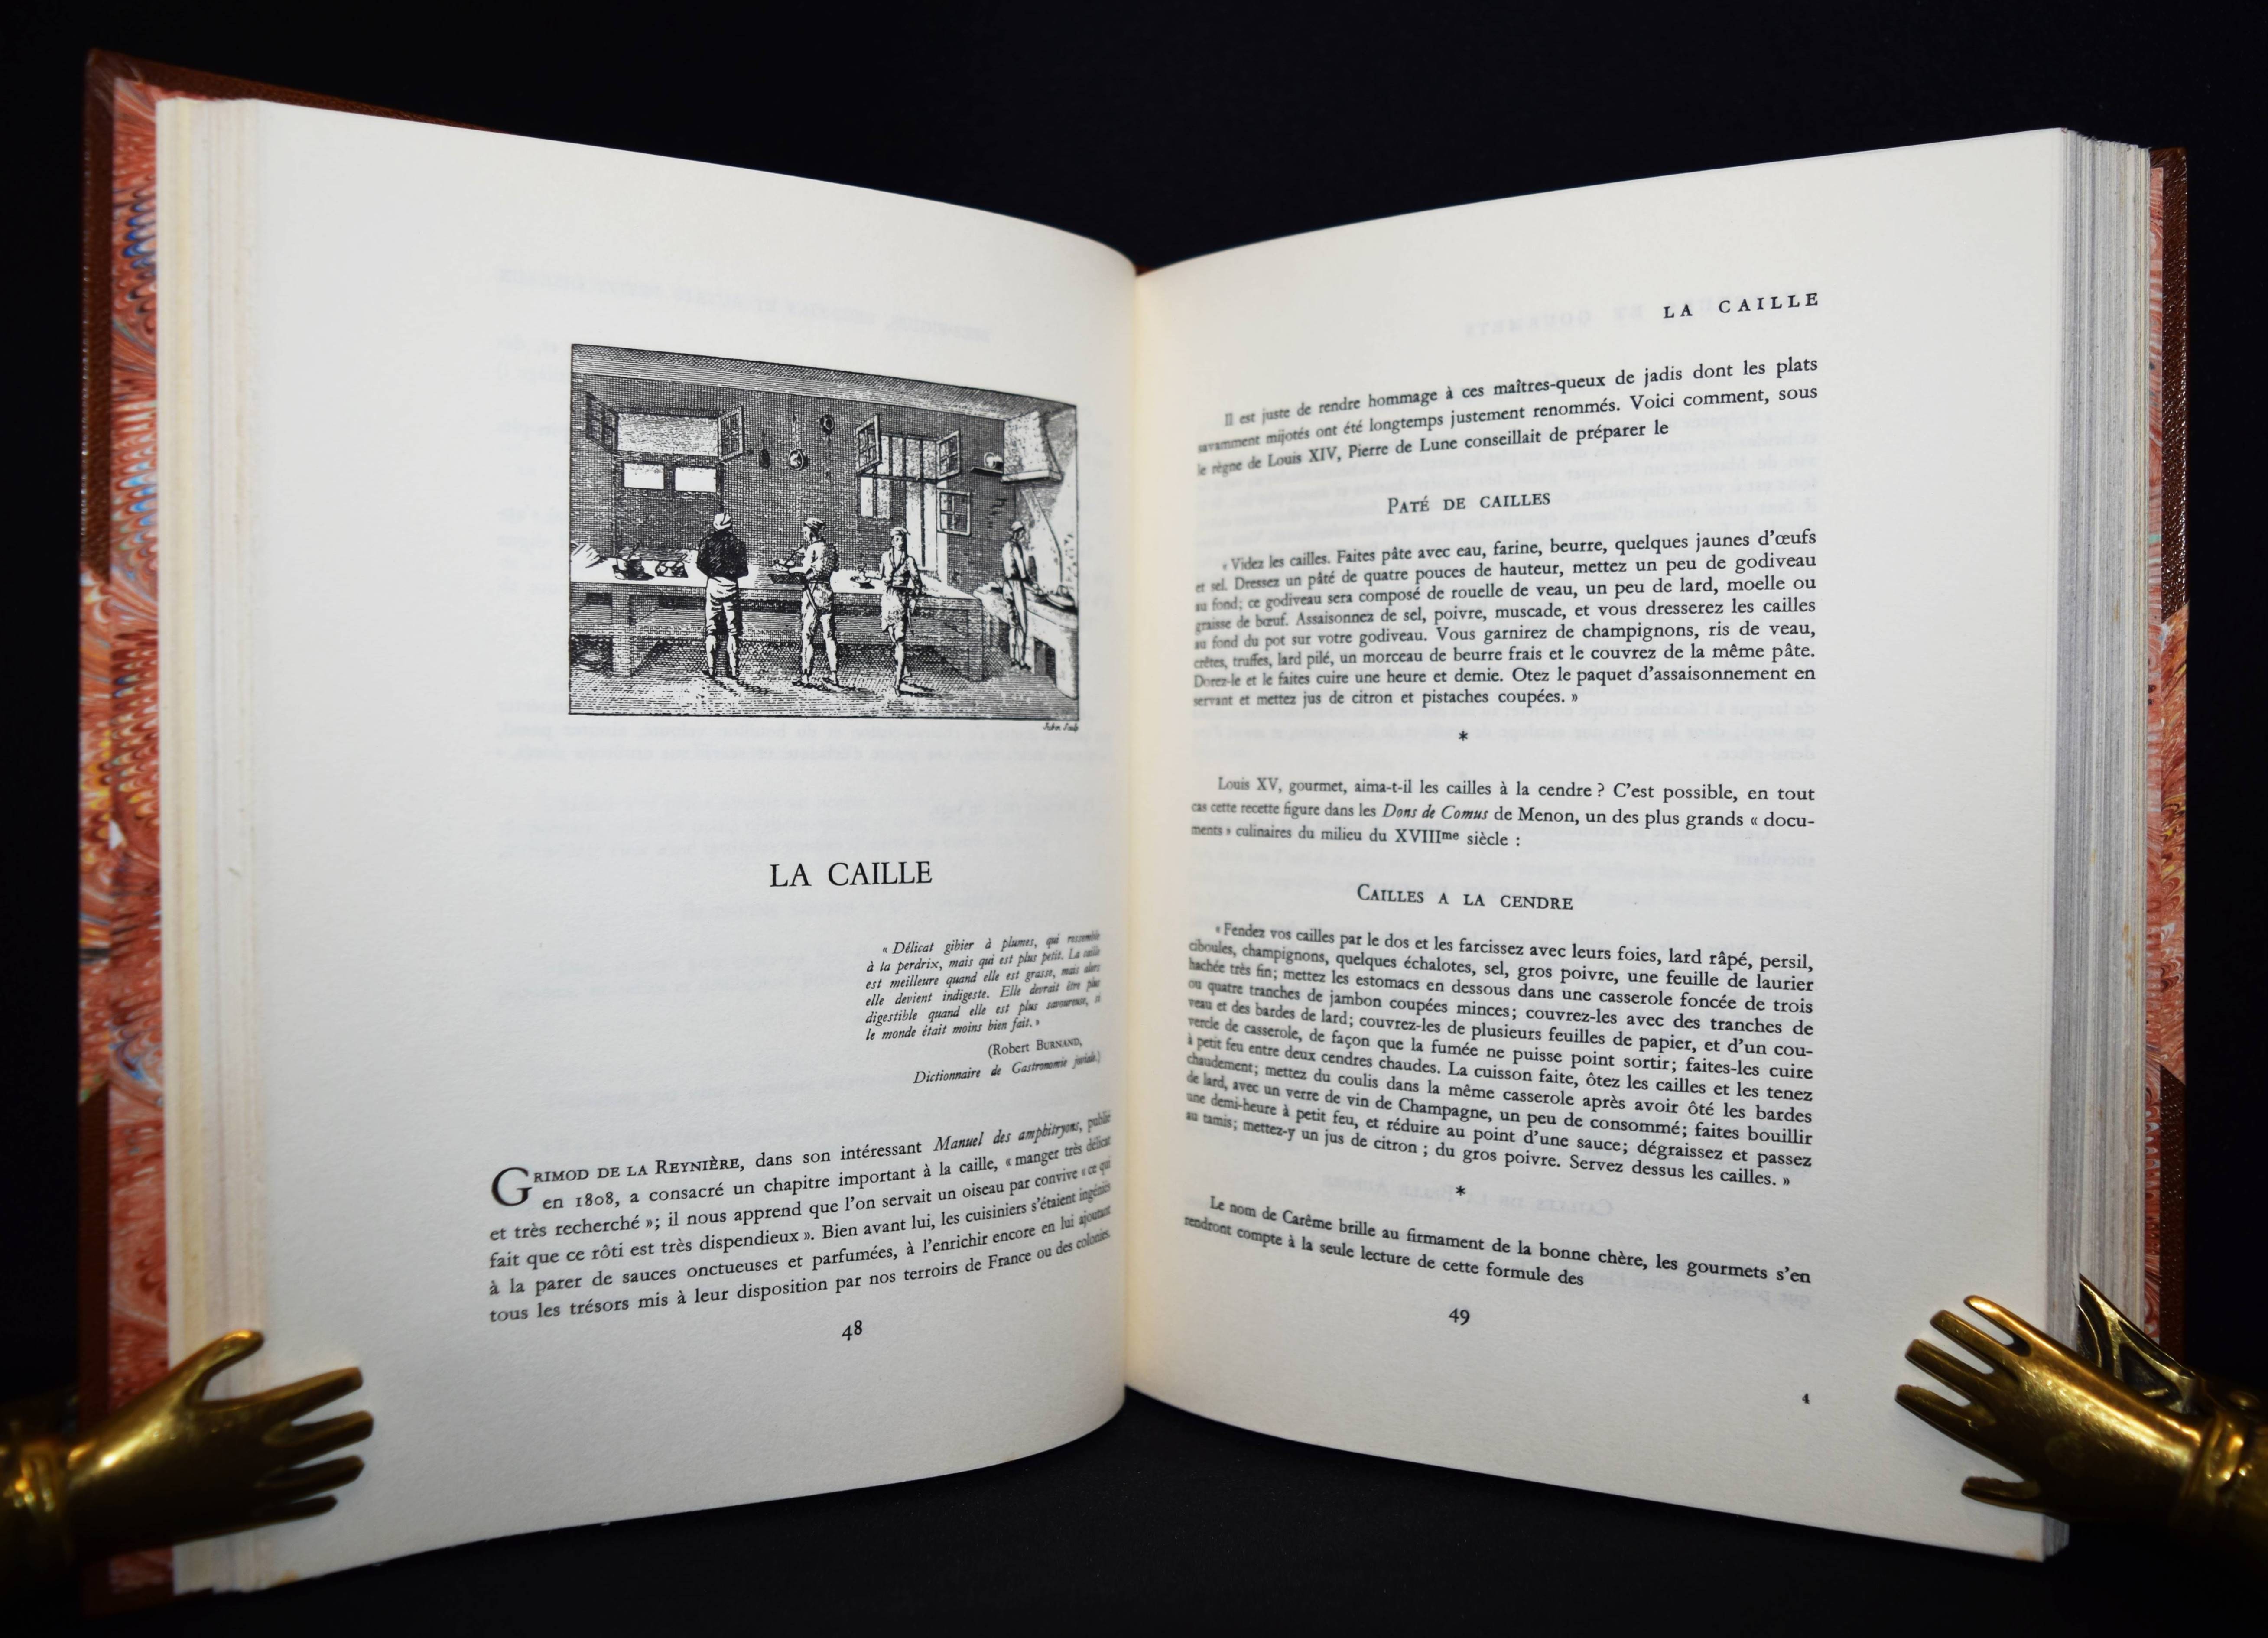 LA CAILLE
« Délicat gibier à plumes, qui ressemble
à la perdrix, mais qui est plus petit. La caille
est meilleure quand elle est grasse, mais alors
elle devient indigeste. Elle devrait être plus
digestible quand elle est plus savoureuse, si
le monde était moins bien fait. »
(Robert BURNAND,
Dictionnaire de Gastronomie joviale.)
GRIMOD DE LA REYNIÈRE, dans son intéressant Manuel des amphitryons, publié
en 1808, a consacré un chapitre important à la caille, « manger très délicat
et très recherché »; il nous apprend que l'on servait un oiseau par convive « ce qui
fait que ce rôti est très dispendieux ». Bien avant lui, les cuisiniers s'étaient ingéniés
à la parer de sauces onctueuses et parfumées, à l'enrichir encore en lui ajoutant
tous les trésors mis à leur disposition par nos terroirs de France ou des colonies.
48
LA CAILLE
Il est juste de rendre hommage à ces maîtres-queux de jadis dont les plats
savamment mijotés ont été longtemps justement renommés. Voici comment, sous
le règne de Louis XIV, Pierre de Lune conseillait de préparer le
PATÉ DE CAILLES
« Videz les cailles. Faites pâte avec eau, farine, beurre, quelques jaunes d'œufs
et sel. Dressez un pâté de quatre pouces de hauteur, mettez un peu de godiveau
au fond; ce godiveau sera composé de rouelle de veau, un peu de lard, moelle ou
graisse de bœuf. Assaisonnez de sel, poivre, muscade, et vous dresserez les cailles
au fond du pot sur votre godiveau. Vous garnirez de champignons, ris de veau,
crêtes, truffes, lard pilé, un morceau de beurre frais et le couvrez de la même pâte.
Dorez-le et le faites cuire une heure et demie. Otez le paquet d'assaisonnement en
servant et mettez jus de citron et pistaches coupées. »
*
Louis XV, gourmet, aima-t-il les cailles à la cendre ? C'est possible, en tout
cas cette recette figure dans les Dons de Comus de Menon, un des plus grands « docu-
ments » culinaires du milieu du XVIIIme siècle :
CAILLES A LA CENDRE
« Fendez vos cailles par le dos et les farcissez avec leurs foies, lard râpé, persil,
ciboules, champignons, quelques échalotes, sel, gros poivre, une feuille de laurier
hachée très fin; mettez les estomacs en dessous dans une casserole foncée de trois
ou quatre tranches de jambon coupées minces; couvrez-les avec des tranches de
veau et des bardes de lard; couvrez-les de plusieurs feuilles de papier, et d'un cou-
vercle de casserole, de façon que la fumée ne puisse point sortir; faites-les cuire
à petit feu entre deux cendres chaudes. La cuisson faite, ôtez les cailles et les tenez
chaudement; mettez du coulis dans la même casserole après avoir ôté les bardes
de lard, avec un verre de vin de Champagne, un peu de consommé; faites bouillir
une demi-heure à petit feu, et réduire au point d'une sauce; dégraissez et passez
au tamis; mettez-y un jus de citron ; du gros poivre. Servez dessus les cailles. »
*
Le nom de Carême brille au firmament de la bonne chère, les gourmets s'en
rendront compte à la seule lecture de cette formule des
49
4